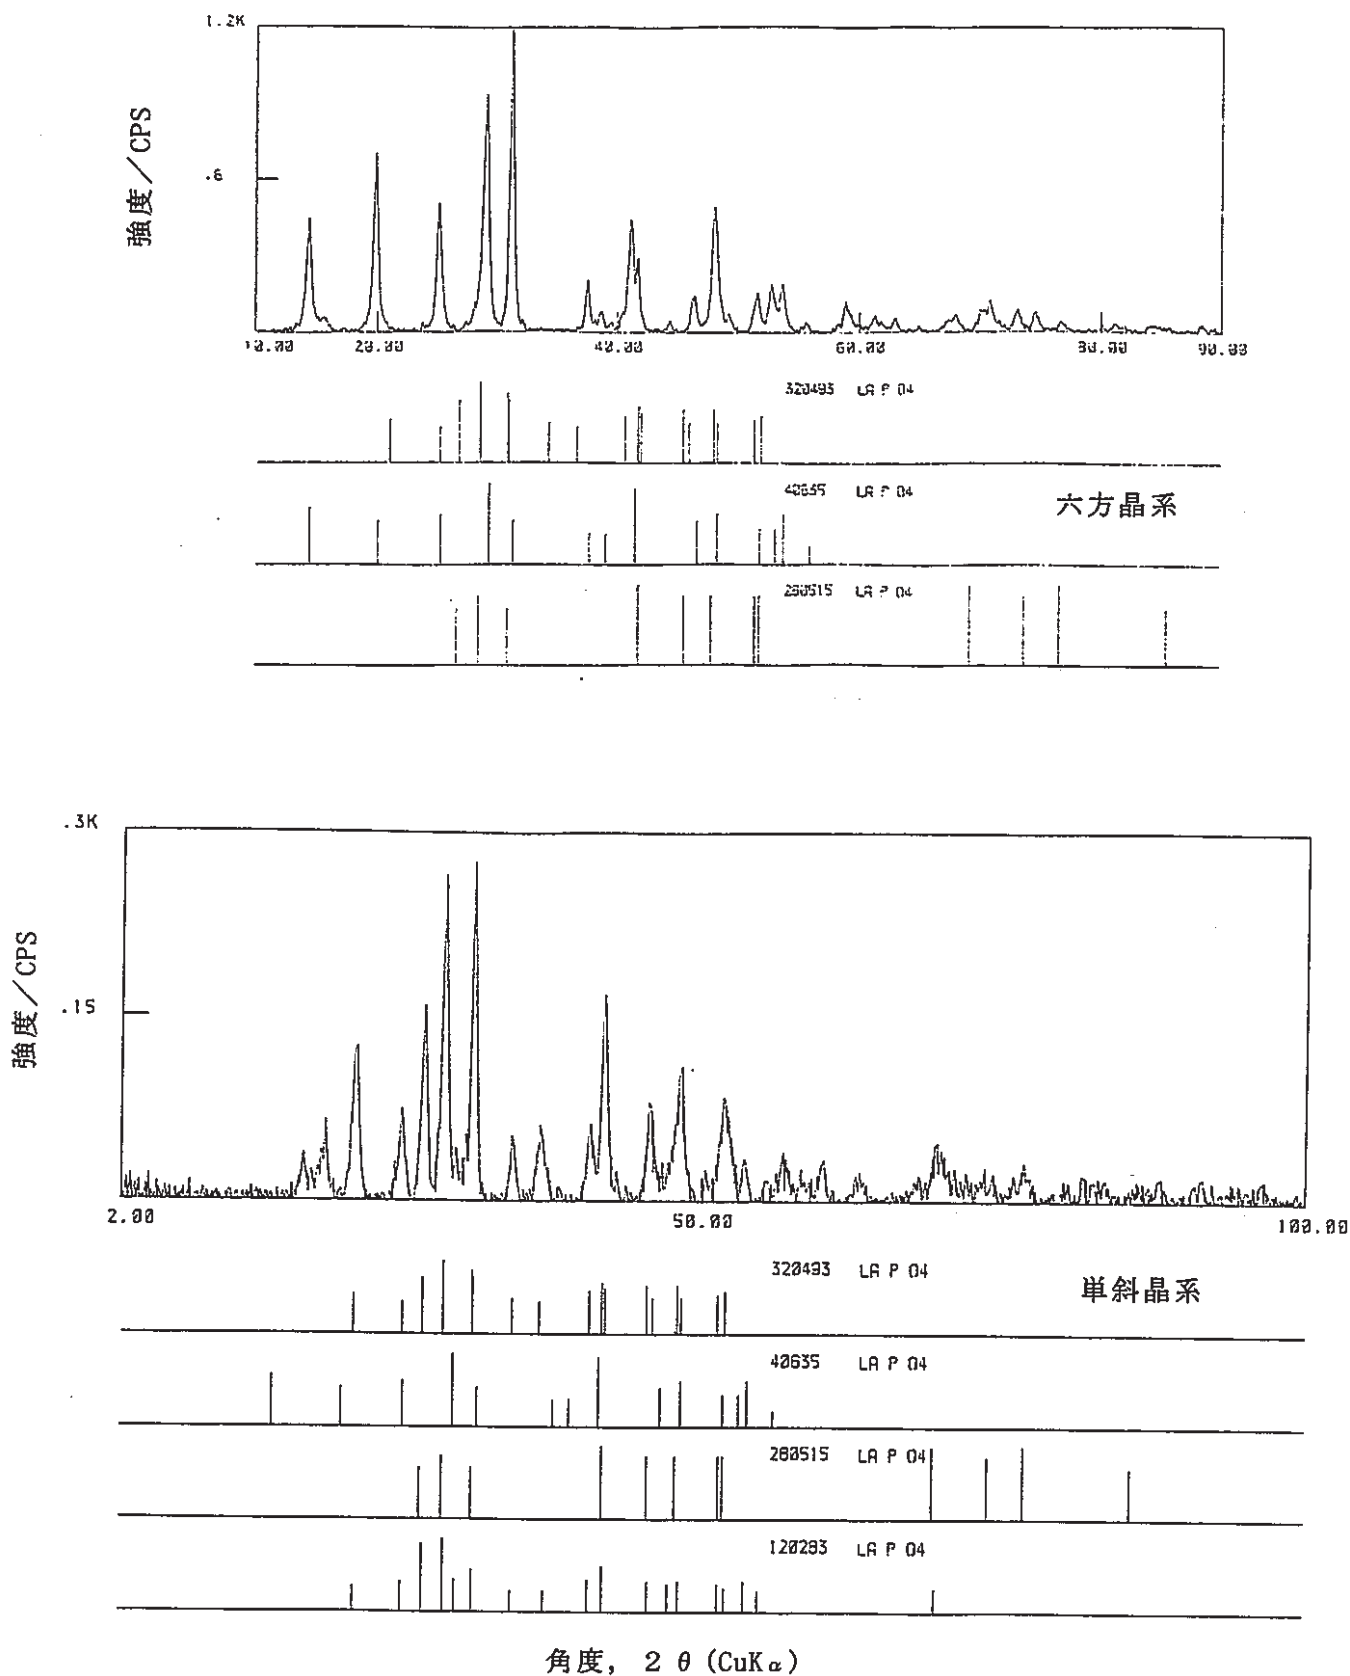 1.2K
強度/CPS
.6
10.00 20.00 40.00 60.00 80.00 90.00
320493 LA P O4
40635 LA P O4
六方晶系
280515 LA P O4
.3K
強度/CPS
.15
2.00 50.00 100.00
320493 LA P O4
単斜晶系
40635 LA P O4
280515 LA P O4
120283 LA P O4
角度, 2 θ (CuKα)